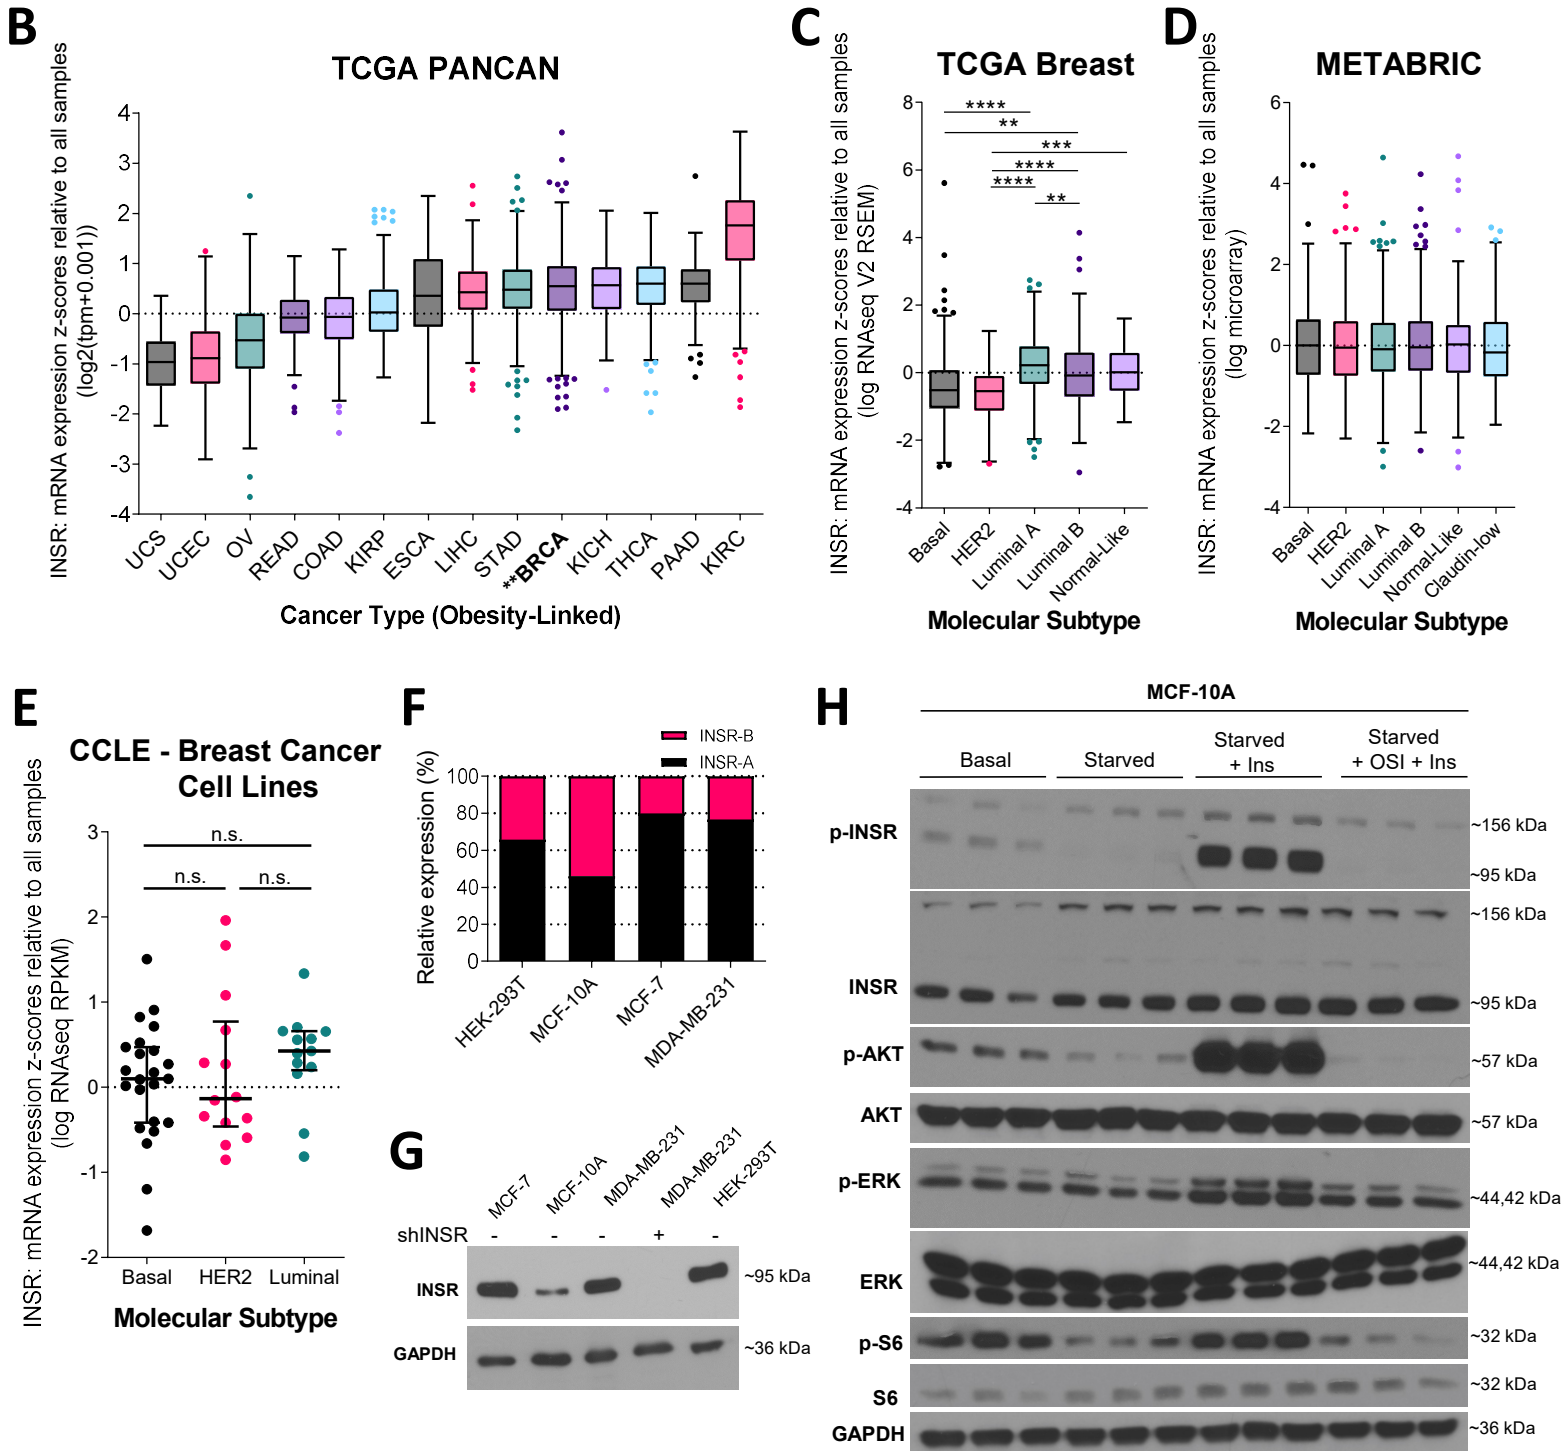 B
TCGA PANCAN
INSR: mRNA expression z-scores relative to all samples
(log2(tpm+0.001))
4
3
2
1
0
-1
-2
-3
-4
UCS
UCEC
OV
READ
COAD
KIRP
ESCA
LIHC
STAD
**BRCA
KICH
THCA
PAAD
KIRC
Cancer Type (Obesity-Linked)
C
TCGA Breast
INSR: mRNA expression z-scores relative to all samples
(log RNAseq V2 RSEM)
8
6
4
2
0
-2
-4
****
**
***
****
****
**
Basal
HER2
Luminal A
Luminal B
Normal-Like
Molecular Subtype
D
METABRIC
INSR: mRNA expression z-scores relative to all samples
(log microarray)
6
4
2
0
-2
-4
Basal
HER2
Luminal A
Luminal B
Normal-Like
Claudin-low
Molecular Subtype
E
CCLE - Breast Cancer
Cell Lines
INSR: mRNA expression z-scores relative to all samples
(log RNAseq RPKM)
3
2
1
0
-1
-2
n.s.
n.s.
n.s.
Basal
HER2
Luminal
Molecular Subtype
F
INSR-B
INSR-A
Relative expression (%)
100
80
60
40
20
0
HEK-293T
MCF-10A
MCF-7
MDA-MB-231
G
MCF-7
MCF-10A
MDA-MB-231
MDA-MB-231
HEK-293T
shINSR - - - + -
INSR ~95 kDa
GAPDH ~36 kDa
H
MCF-10A
Basal
Starved
Starved
+ Ins
Starved
+ OSI + Ins
p-INSR
~156 kDa
~95 kDa
INSR
~156 kDa
~95 kDa
p-AKT ~57 kDa
AKT ~57 kDa
p-ERK ~44,42 kDa
ERK ~44,42 kDa
p-S6 ~32 kDa
S6 ~32 kDa
GAPDH ~36 kDa